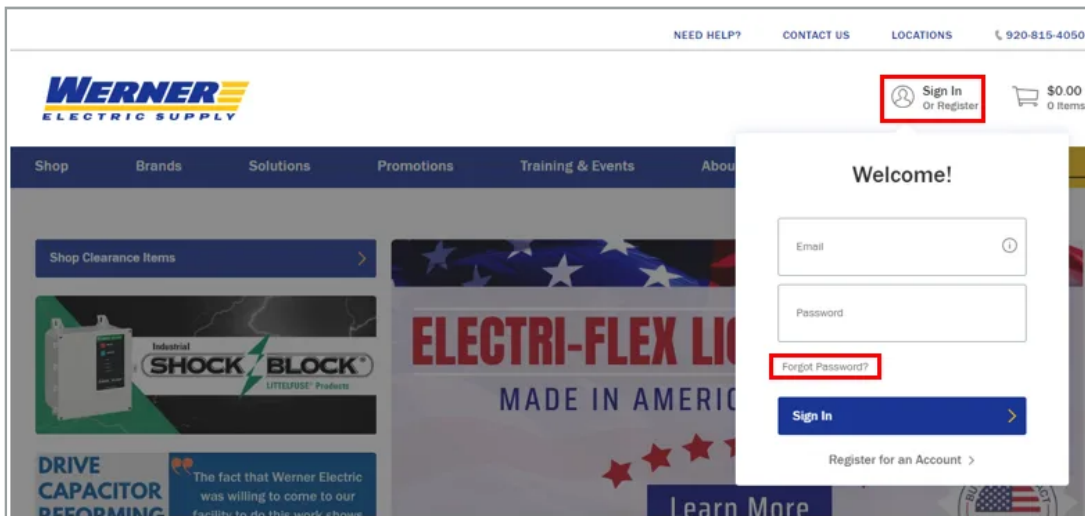 NEED HELP? CONTACT US LOCATIONS 920-815-4050
WERNER
ELECTRIC SUPPLY
Sign In
Or Register
$0.00
0 Items
Shop Brands Solutions Promotions Training & Events Abou
Welcome!
Email
Password
Forgot Password?
Sign In
Register for an Account
Shop Clearance Items
Industrial
SHOCK BLOCK
LITTELFUSE® Products
ELECTRI-FLEX LI
MADE IN AMERIC
Learn More
DRIVE
CAPACITOR
REFORMING
The fact that Werner Electric
was willing to come to our
facility to do this work shows